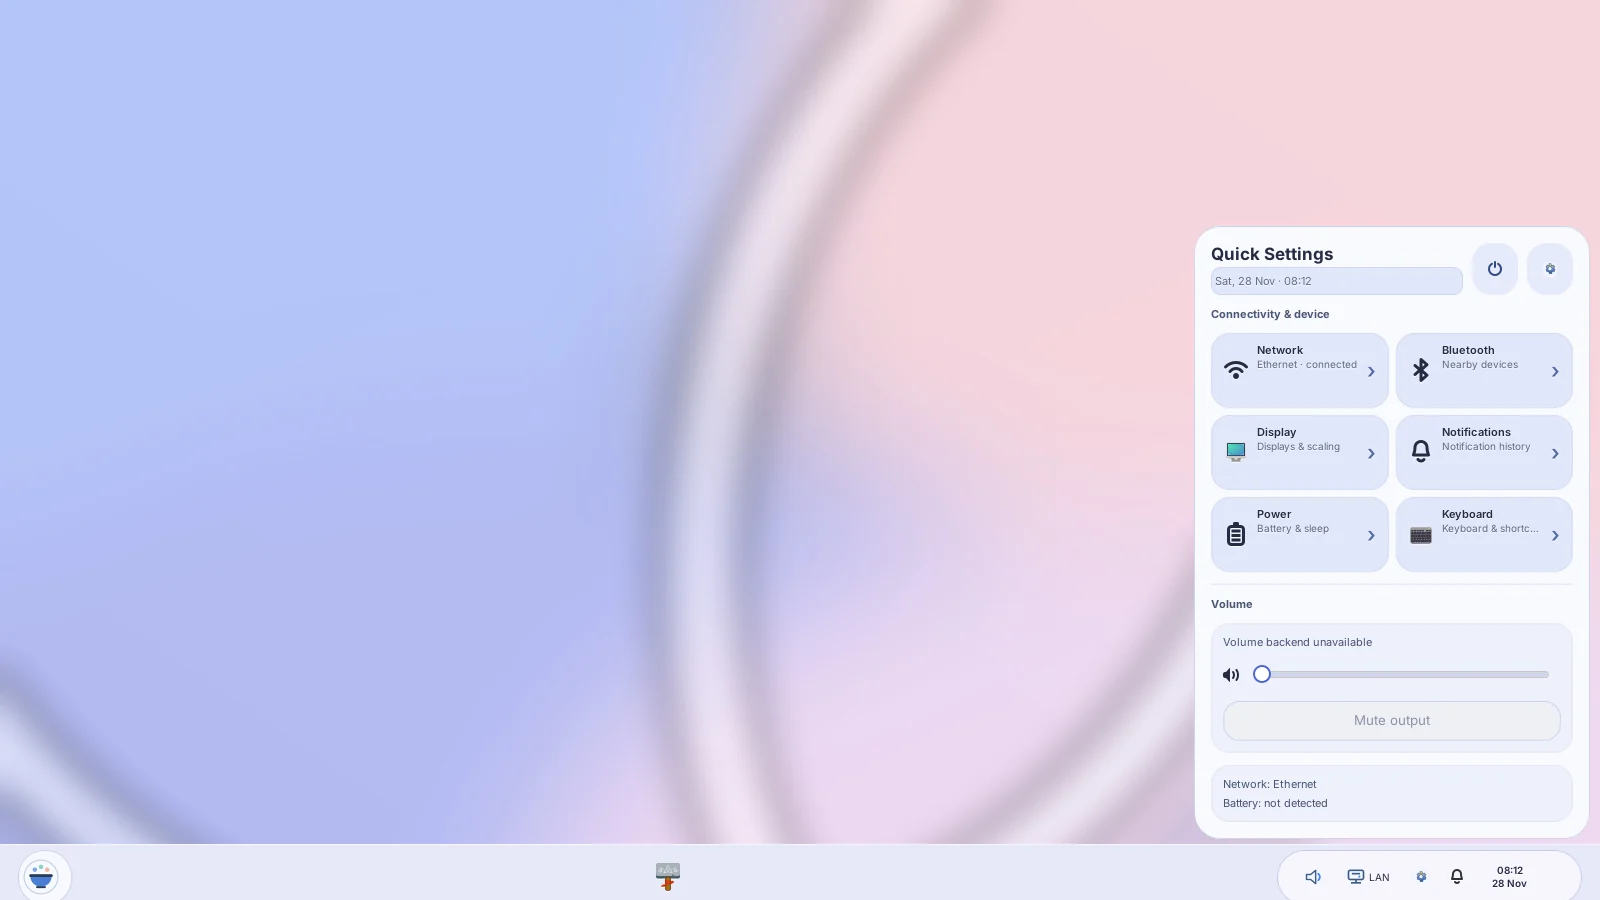 Quick Settings
Sat, 28 Nov · 08:12
Connectivity & device
Network
Ethernet · connected
Bluetooth
Nearby devices
Display
Displays & scaling
Notifications
Notification history
Power
Battery & sleep
Keyboard
Keyboard & shortc...
Volume
Volume backend unavailable
Mute output
Network: Ethernet
Battery: not detected
LAN
08:12
28 Nov